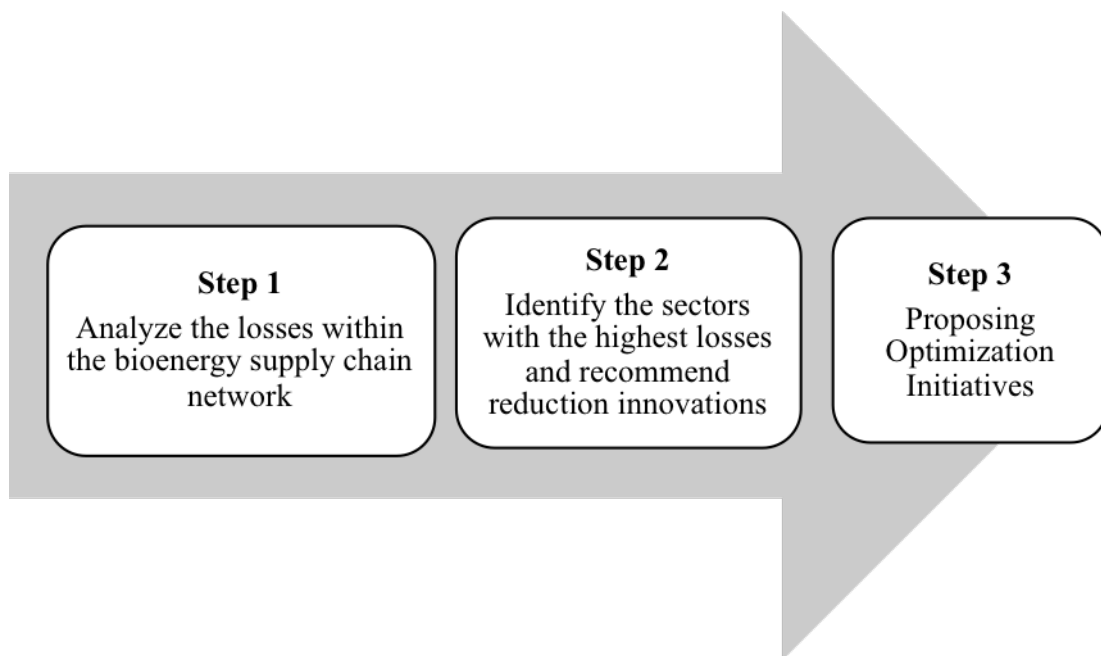 Step 1
Analyze the losses within
the bioenergy supply chain
network
Step 2
Identify the sectors
with the highest losses
and recommend
reduction innovations
Step 3
Proposing
Optimization
Initiatives